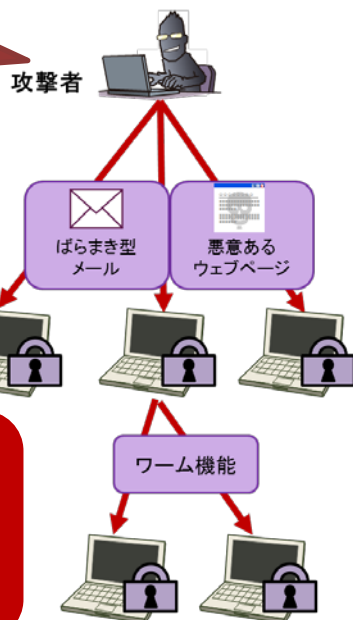 攻撃者
ばらまき型
メール
悪意ある
ウェブページ
ワーム機能